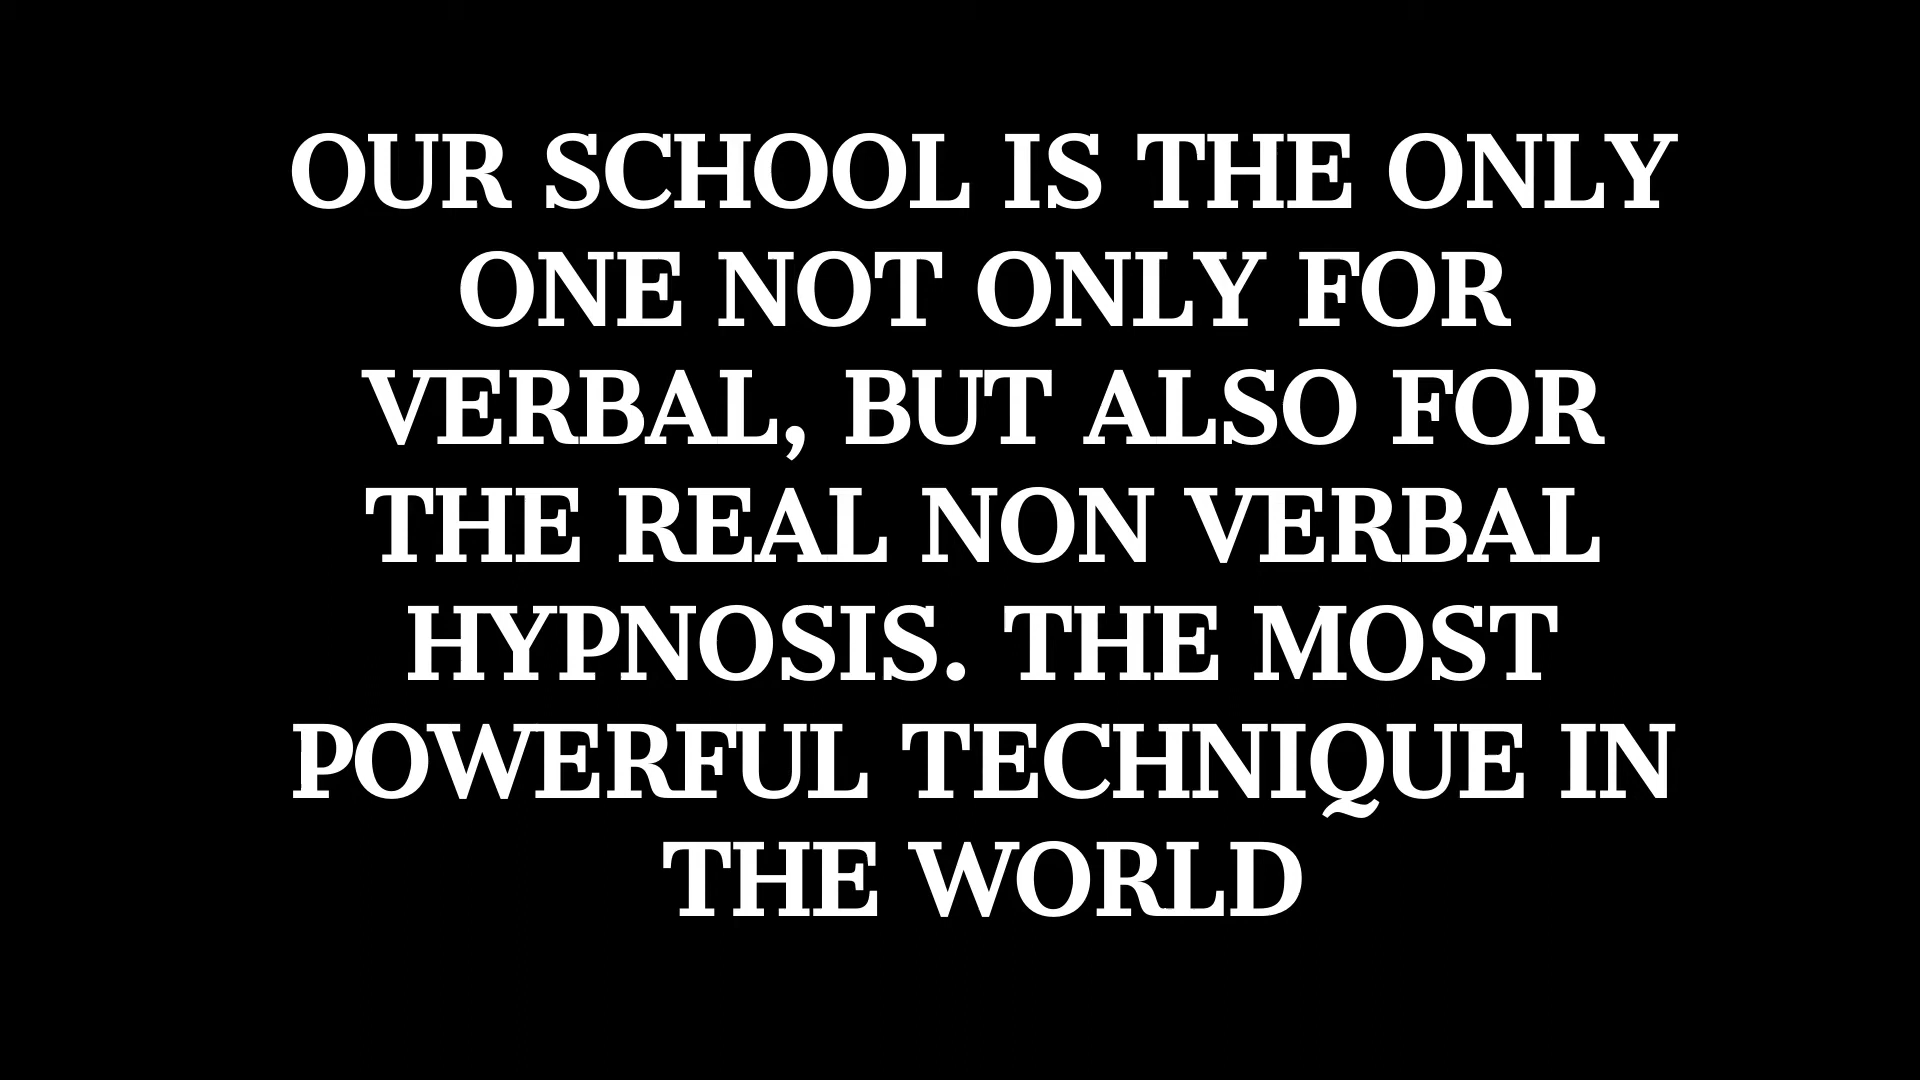 OUR SCHOOL IS THE ONLY
ONE NOT ONLY FOR
VERBAL, BUT ALSO FOR
THE REAL NON VERBAL
HYPNOSIS. THE MOST
POWERFUL TECHNIQUE IN
THE WORLD